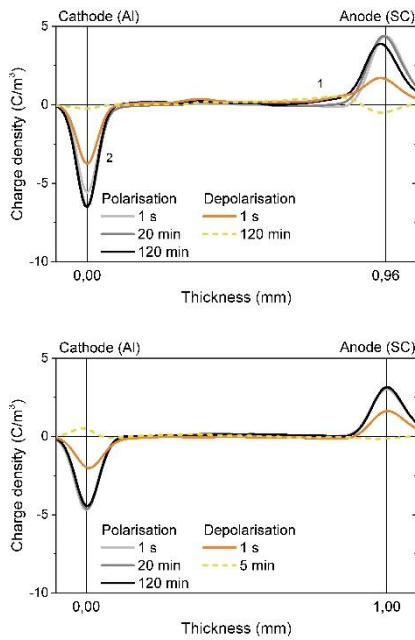 Cathode (Al) Anode (SC)
5
0
-5
-10
Charge density (C/m³)
1
2
Polarisation Depolarisation
1 s 1 s
20 min 120 min
120 min
0,00 0,96
Thickness (mm)
Cathode (Al) Anode (SC)
5
0
-5
-10
Charge density (C/m³)
Polarisation Depolarisation
1 s 1 s
20 min 5 min
120 min
0,00 1,00
Thickness (mm)